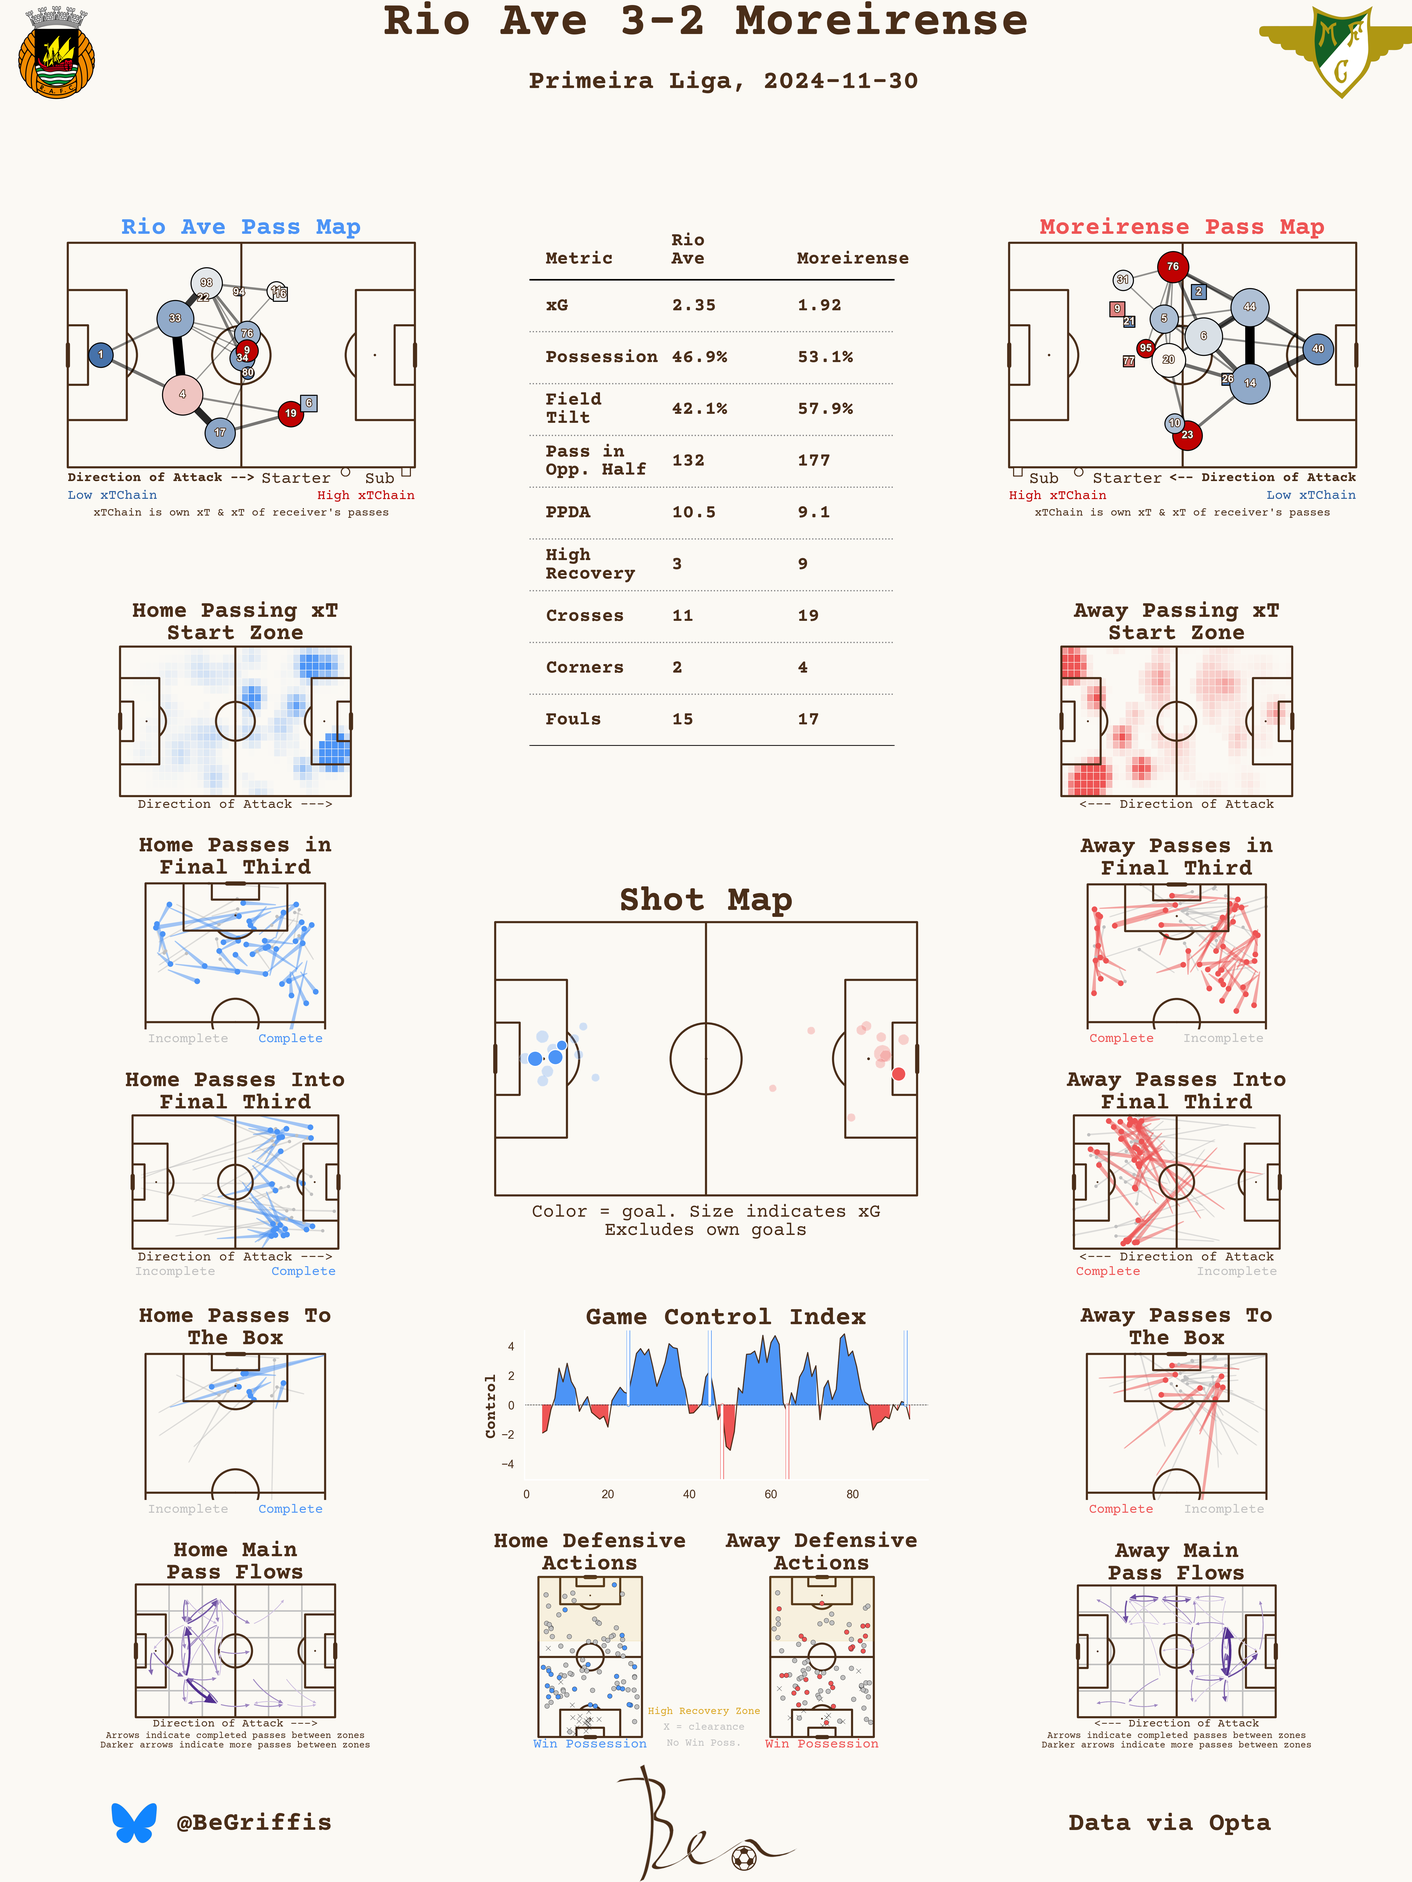 Rio Ave 3-2 Moreirense
Primeira Liga, 2024-11-30
R. A. F. C.
M F C
Rio Ave Pass Map
98
22
94
11
16
33
76
9
34
80
1
4
6
19
17
Direction of Attack --> Starter Sub
Low xTChain High xTChain
xTChain is own xT & xT of receiver's passes
Metric Rio Ave Moreirense
xG 2.35 1.92
Possession 46.9% 53.1%
Field Tilt 42.1% 57.9%
Pass in Opp. Half 132 177
PPDA 10.5 9.1
High Recovery 3 9
Crosses 11 19
Corners 2 4
Fouls 15 17
Moreirense Pass Map
76
31
2
9
21
5
44
6
95
20
77
40
26
14
10
23
Sub Starter <-- Direction of Attack
High xTChain Low xTChain
xTChain is own xT & xT of receiver's passes
Home Passing xT
Start Zone
Direction of Attack --->
Away Passing xT
Start Zone
<--- Direction of Attack
Home Passes in
Final Third
Incomplete Complete
Away Passes in
Final Third
Complete Incomplete
Shot Map
Color = goal. Size indicates xG
Excludes own goals
Home Passes Into
Final Third
Direction of Attack --->
Incomplete Complete
Away Passes Into
Final Third
<--- Direction of Attack
Complete Incomplete
Home Passes To
The Box
Incomplete Complete
Game Control Index
Control
4
2
0
−2
−4
0 20 40 60 80
Away Passes To
The Box
Complete Incomplete
Home Main
Pass Flows
Direction of Attack --->
Arrows indicate completed passes between zones
Darker arrows indicate more passes between zones
Home Defensive
Actions
Win Possession
Away Defensive
Actions
Win Possession
High Recovery Zone
X = clearance
No Win Poss.
Away Main
Pass Flows
<--- Direction of Attack
Arrows indicate completed passes between zones
Darker arrows indicate more passes between zones
@BeGriffis
Ben
Data via Opta